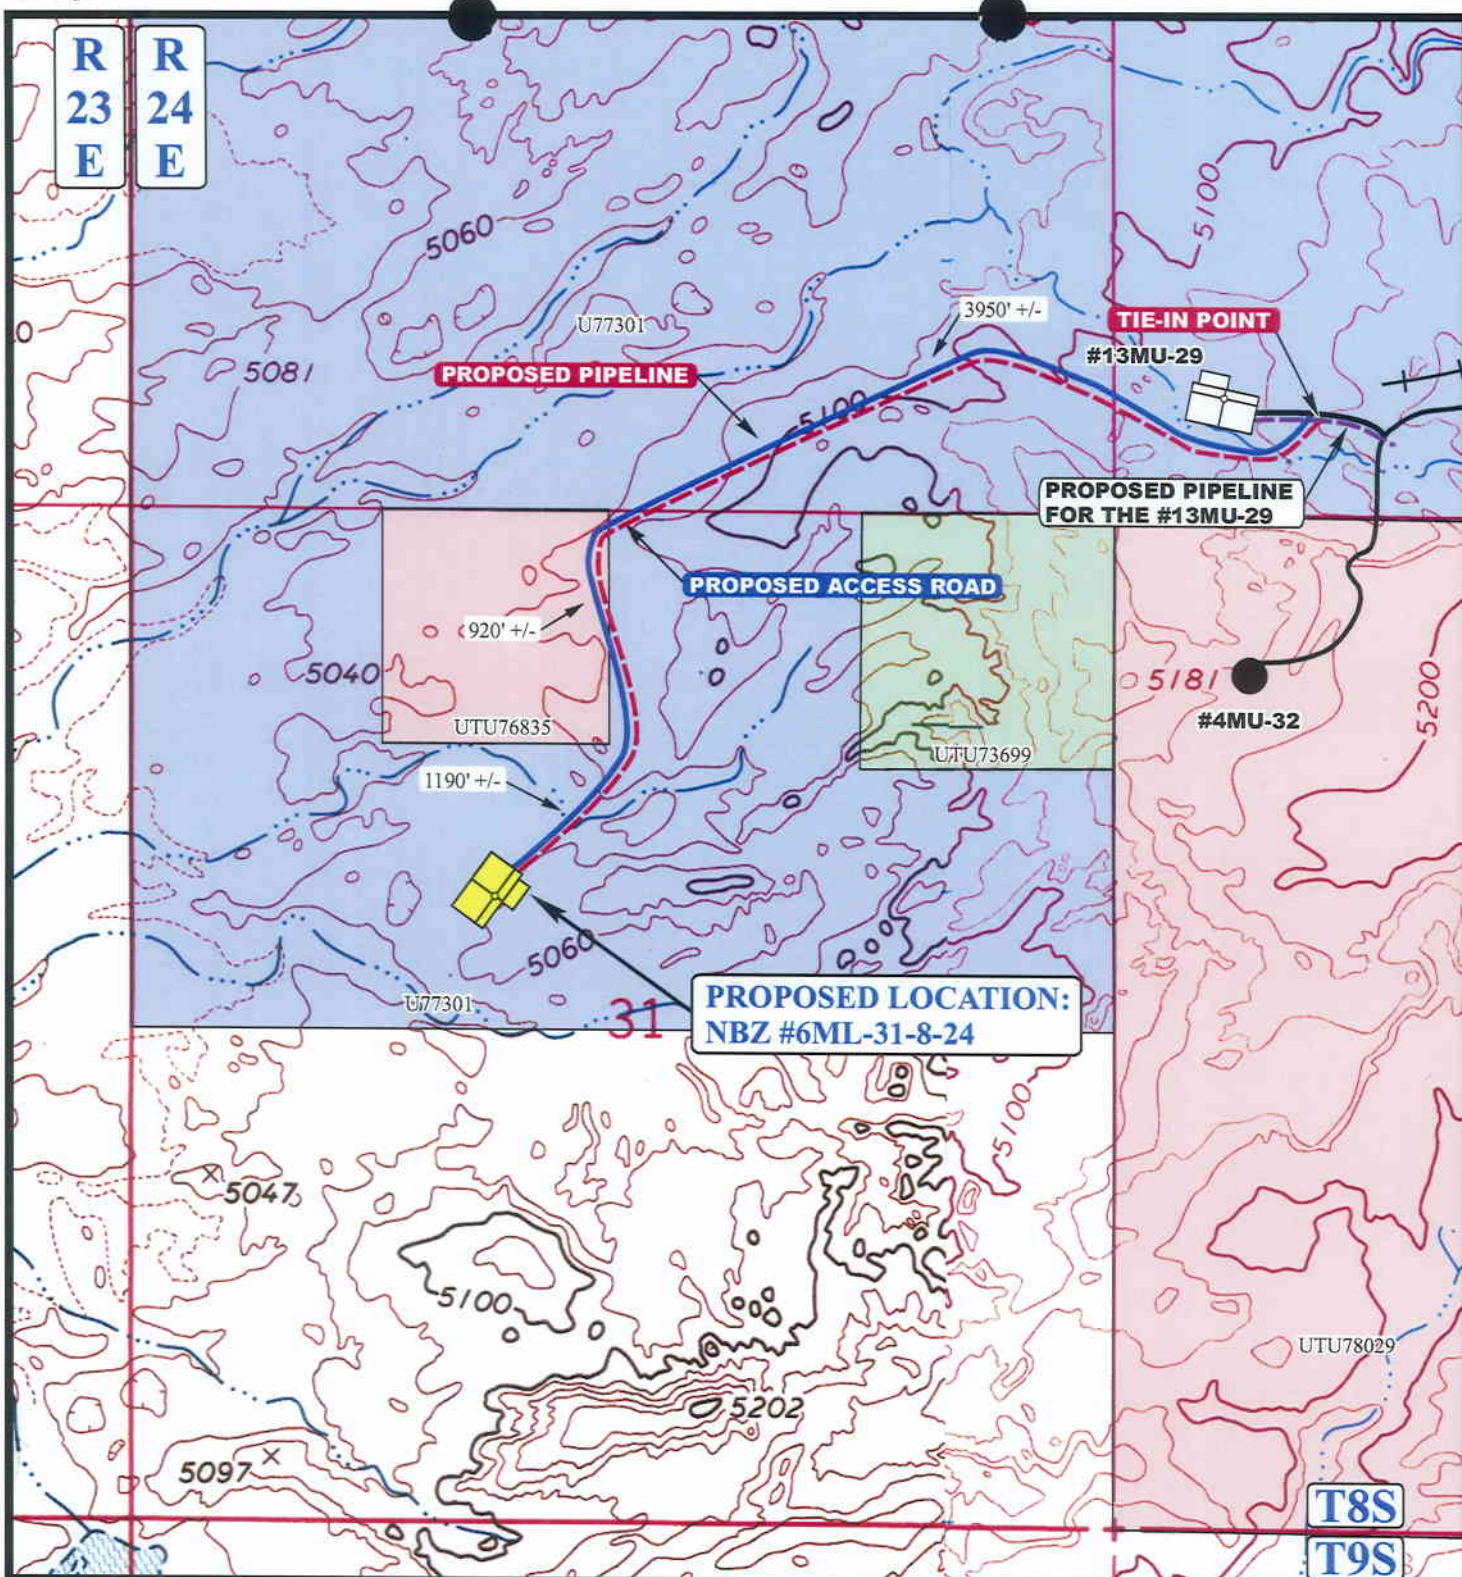 R
23
E
R
24
E
5100
5060
U77301
3950' +/-
TIE-IN POINT
#13MU-29
5081
PROPOSED PIPELINE
5100
PROPOSED PIPELINE
FOR THE #13MU-29
PROPOSED ACCESS ROAD
920' +/-
5040
UTU76835
UTU73699
5181
#4MU-32
5200
1190' +/-
5060
U77301
31
PROPOSED LOCATION:
NBZ #6ML-31-8-24
5100
5047
5100
UTU78029
5202
5097
T8S
T9S